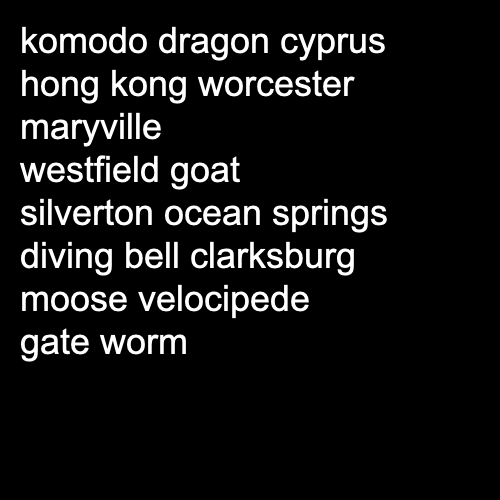 komodo dragon cyprus
hong kong worcester
maryville
westfield goat
silverton ocean springs
diving bell clarksburg
moose velocipede
gate worm